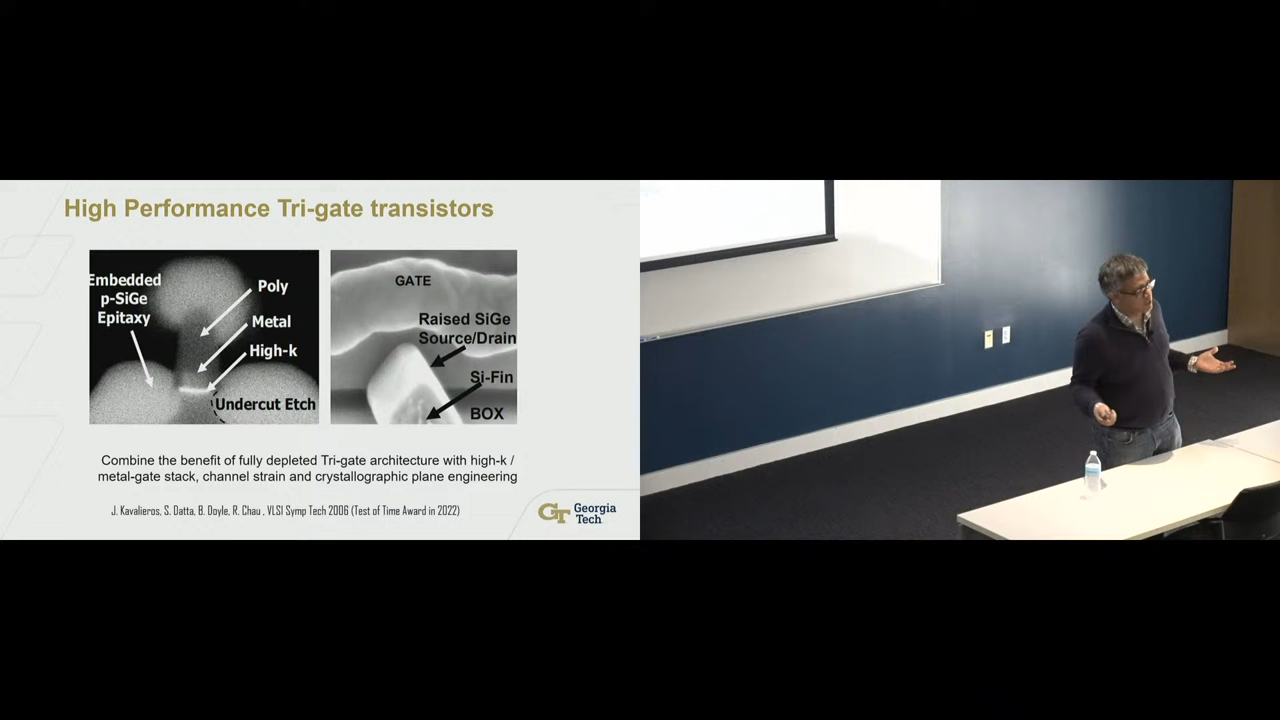 High Performance Tri-gate transistors
Embedded
p-SiGe
Epitaxy
Poly
Metal
High-k
Undercut Etch
GATE
Raised SiGe
Source/Drain
Si-Fin
BOX
Combine the benefit of fully depleted Tri-gate architecture with high-k /
metal-gate stack, channel strain and crystallographic plane engineering
J. Kavalieros, S. Datta, B. Doyle, R. Chau , VLSI Symp Tech 2006 (Test of Time Award in 2022)
GT Georgia
Tech